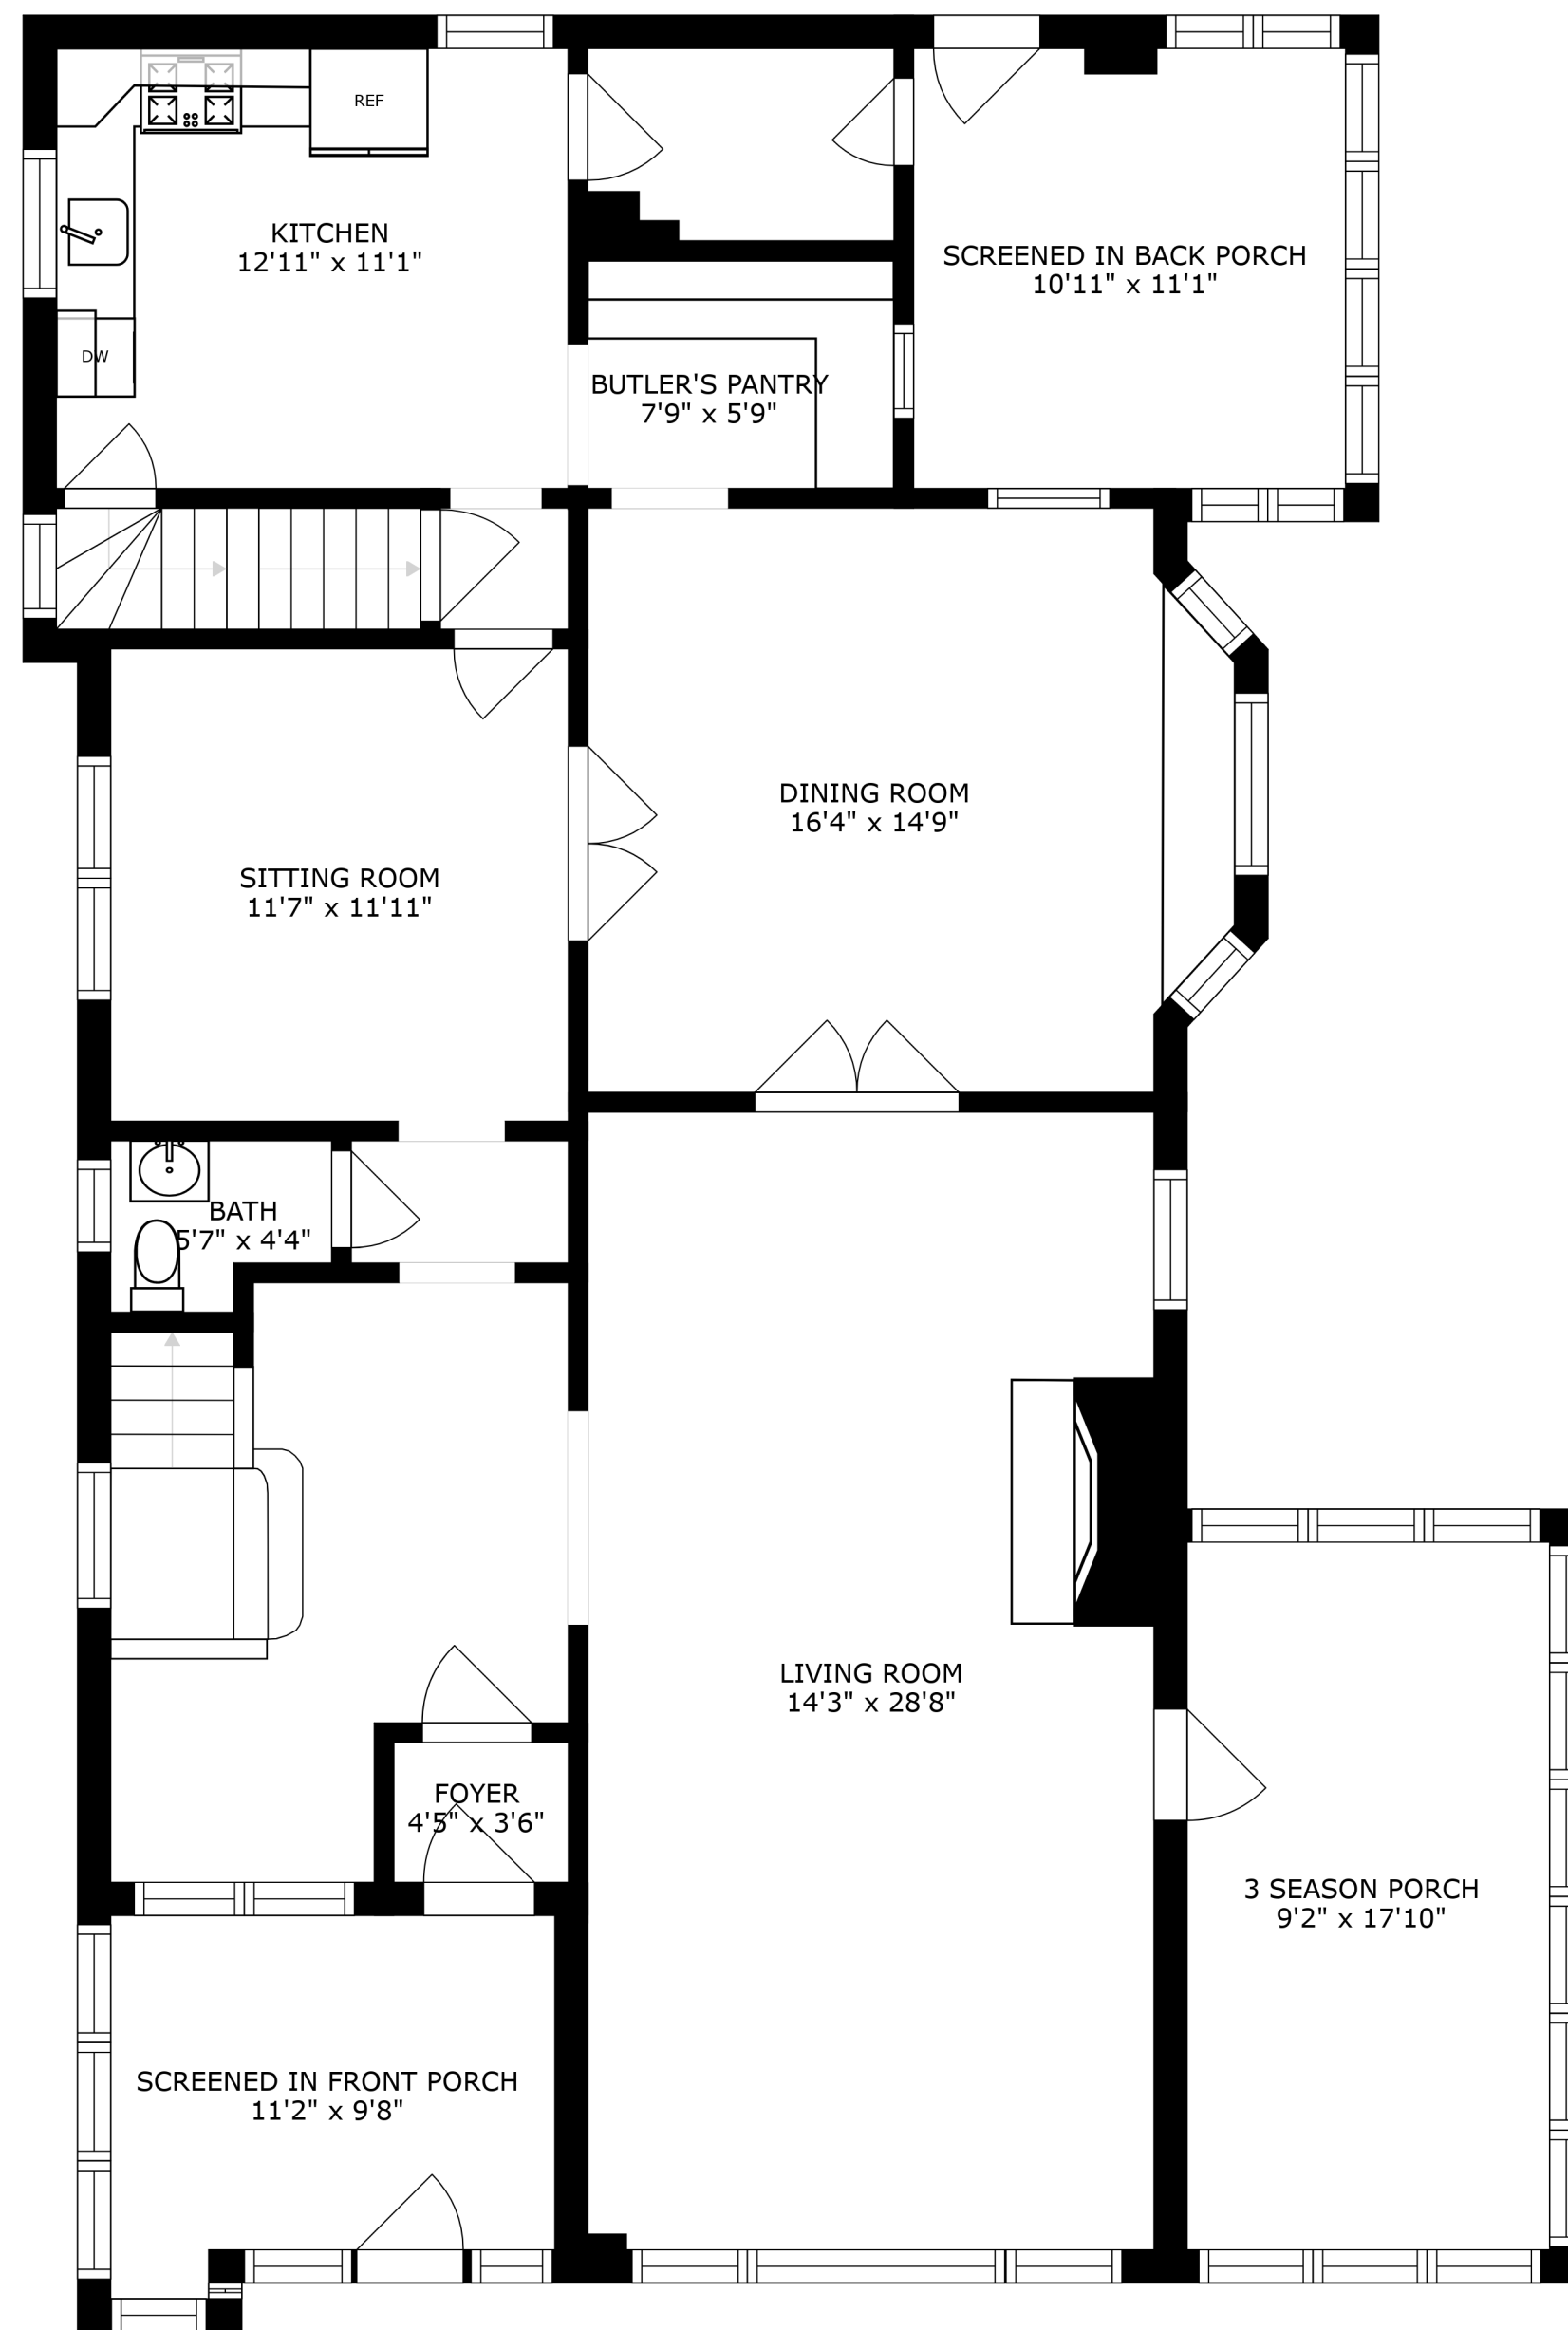 REF
KITCHEN
12'11" x 11'1"
SCREENED IN BACK PORCH
10'11" x 11'1"
DW
BUTLER'S PANTRY
7'9" x 5'9"
DINING ROOM
16'4" x 14'9"
SITTING ROOM
11'7" x 11'11"
BATH
5'7" x 4'4"
LIVING ROOM
14'3" x 28'8"
FOYER
4'5" x 3'6"
3 SEASON PORCH
9'2" x 17'10"
SCREENED IN FRONT PORCH
11'2" x 9'8"